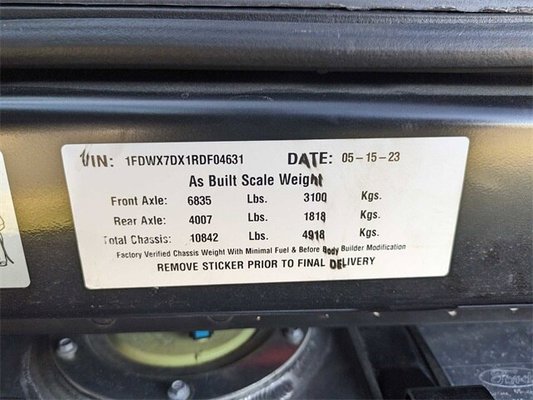 VIN: 1FDWX7DX1RDF04631 DATE: 05-15-23
As Built Scale Weight
Front Axle: 6835 Lbs. 3100 Kgs.
Rear Axle: 4007 Lbs. 1818 Kgs.
Total Chassis: 10842 Lbs. 4918 Kgs.
Factory Verified Chassis Weight With Minimal Fuel & Before Body Builder Modification
REMOVE STICKER PRIOR TO FINAL DELIVERY
Ford